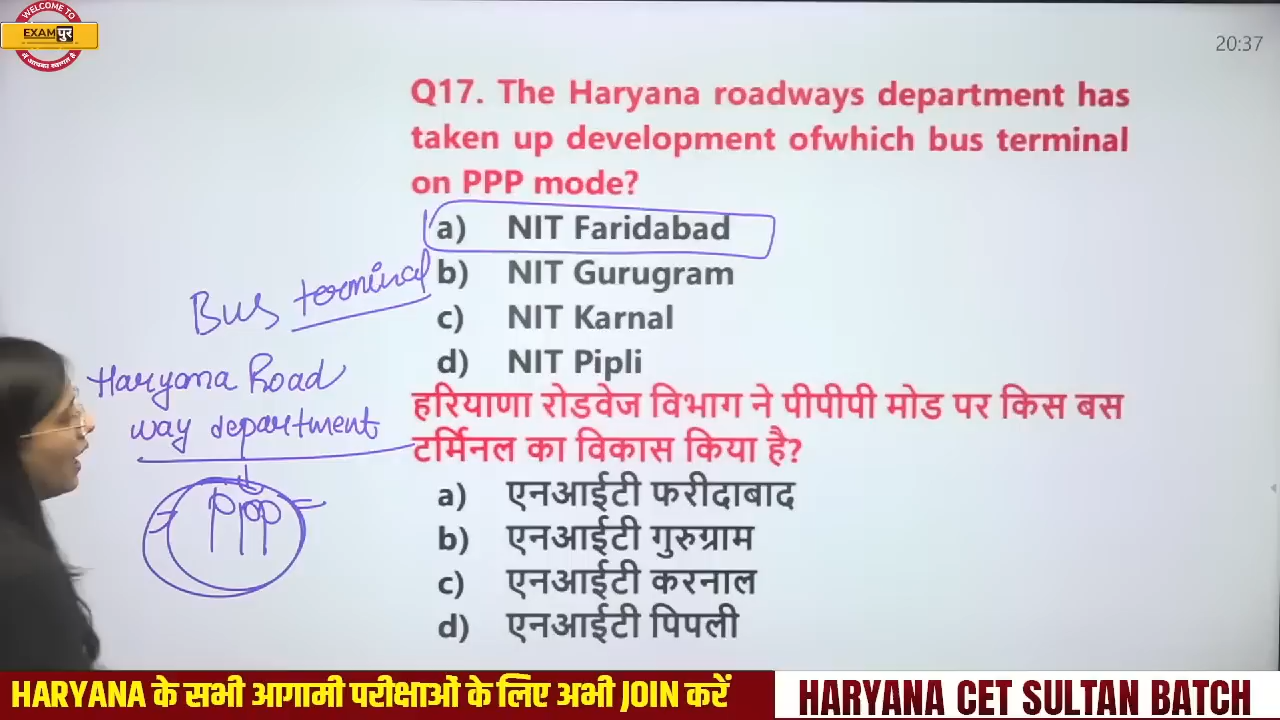 WELCOME TO
EXAMपुर
में आपका स्वागत है
20:37
Q17. The Haryana roadways department has
taken up development ofwhich bus terminal
on PPP mode?
a) NIT Faridabad
b) NIT Gurugram
c) NIT Karnal
d) NIT Pipli
Bus terminal
Haryana Road
way department
PPP
हरियाणा रोडवेज विभाग ने पीपीपी मोड पर किस बस
टर्मिनल का विकास किया है?
a) एनआईटी फरीदाबाद
b) एनआईटी गुरुग्राम
c) एनआईटी करनाल
d) एनआईटी पिपली
HARYANA के सभी आगामी परीक्षाओं के लिए अभी JOIN करें
HARYANA CET SULTAN BATCH